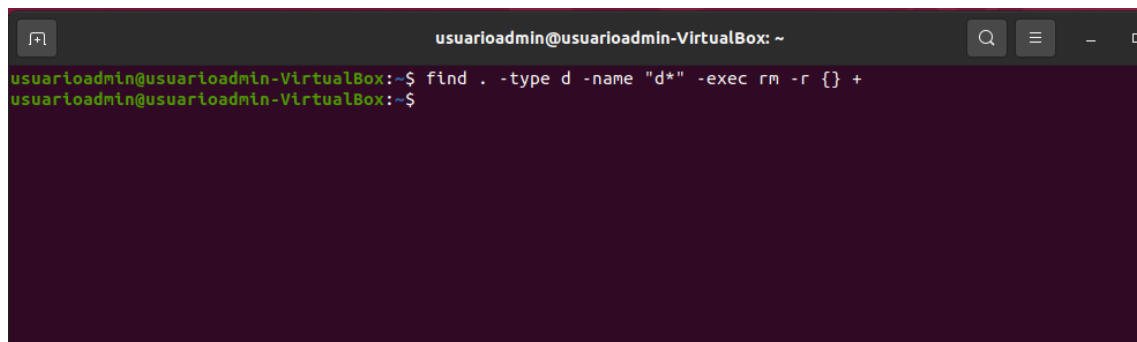 usuarioadmin@usuarioadmin-VirtualBox: ~
usuarioadmin@usuarioadmin-VirtualBox:~$ find . -type d -name "d*" -exec rm -r {} +
usuarioadmin@usuarioadmin-VirtualBox:~$